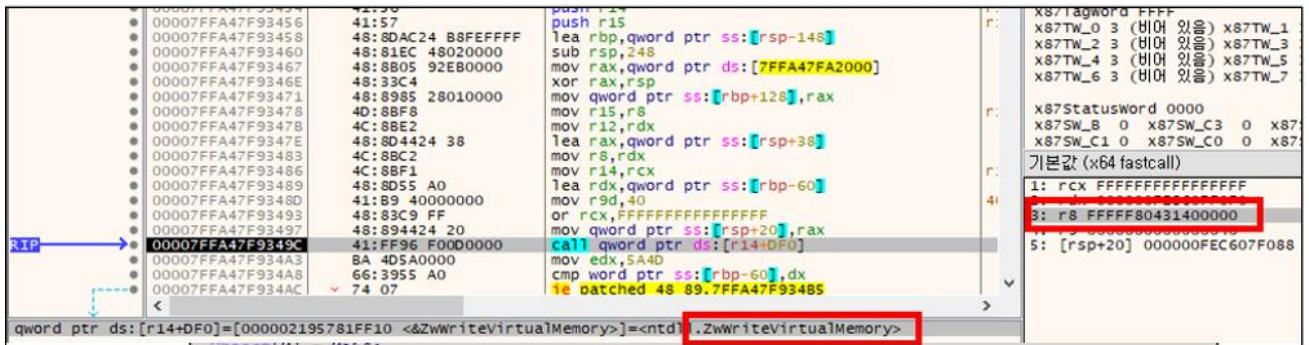 00007FFA47F93454 41:56 push r14
00007FFA47F93456 41:57 push r15
00007FFA47F93458 48:8DAC24 B8FEFFFF lea rbp,qword ptr ss:[rsp-148]
00007FFA47F93460 48:81EC 48020000 sub rsp,248
00007FFA47F93467 48:8B05 92EB0000 mov rax,qword ptr ds:[7FFA47FA2000]
00007FFA47F9346E 48:33C4 xor rax,rsp
00007FFA47F93471 48:8985 28010000 mov qword ptr ss:[rbp+128],rax
00007FFA47F93478 4D:8BF8 mov r15,r8
00007FFA47F9347B 4C:8BE2 mov r12,rdx
00007FFA47F9347E 48:8D4424 38 lea rax,qword ptr ss:[rsp+38]
00007FFA47F93483 4C:8BC2 mov r8,rdx
00007FFA47F93486 4C:8BF1 mov r14,rcx
00007FFA47F93489 48:8D55 A0 lea rdx,qword ptr ss:[rbp-60]
00007FFA47F9348D 41:B9 40000000 mov r9d,40
00007FFA47F93493 48:83C9 FF or rcx,FFFFFFFFFFFFFFFF
00007FFA47F93497 48:894424 20 mov qword ptr ss:[rsp+20],rax
RIP 00007FFA47F9349C 41:FF96 F00D0000 call qword ptr ds:[r14+DF0]
00007FFA47F934A3 BA 4D5A0000 mov edx,5A4D
00007FFA47F934A8 66:3955 A0 cmp word ptr ss:[rbp-60],dx
00007FFA47F934AC 74 07 je patched_48_89.7FFA47F934B5
qword ptr ds:[r14+DF0]=[000002195781FF10 <&ZwWriteVirtualMemory>]=<ntdll.ZwWriteVirtualMemory>
x87TagWord FFFF
x87TW_0 3 (비어 있음) x87TW_1
x87TW_2 3 (비어 있음) x87TW_3
x87TW_4 3 (비어 있음) x87TW_5
x87TW_6 3 (비어 있음) x87TW_7
x87StatusWord 0000
x87SW_B 0 x87SW_C3 0 x87
x87SW_C1 0 x87SW_C0 0 x87
기본값 (x64 fastcall)
1: rcx FFFFFFFFFFFFFFFF
3: r8 FFFFF80431400000
5: [rsp+20] 000000FEC607F088